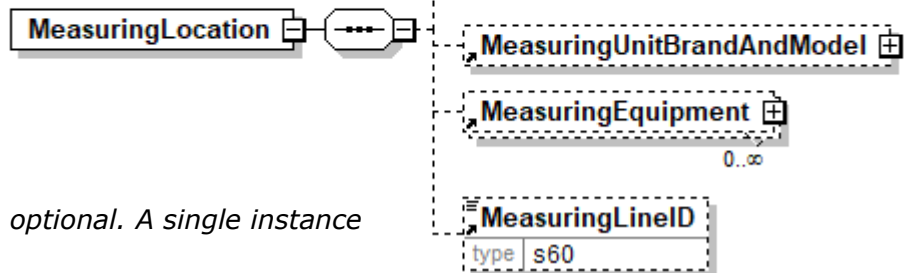 MeasuringLocation
MeasuringUnitBrandAndModel
MeasuringEquipment
0..∞
optional. A single instance
MeasuringLineID
type s60